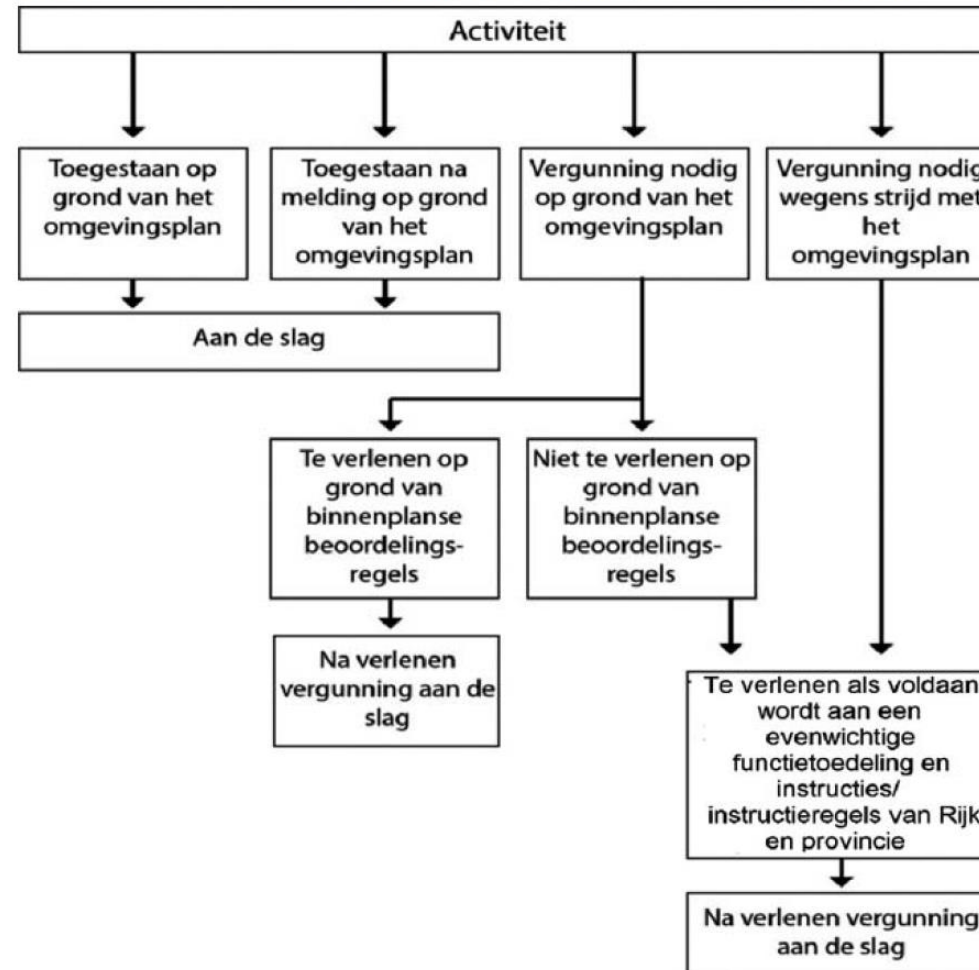 Activiteit
Toegestaan op
grond van het
omgevingsplan
Toegestaan na
melding op grond
van het
omgevingsplan
Vergunning nodig
op grond van het
omgevingsplan
Vergunning nodig
wegens strijd met
het
omgevingsplan
Aan de slag
Te verlenen op
grond van
binnenplanse
beoordelings-
regels
Niet te verlenen op
grond van
binnenplanse
beoordelings-
regels
Na verlenen
vergunning aan de
slag
Te verlenen als voldaan
wordt aan een
evenwichtige
functietoedeling en
instructies/
instructieregels van Rijk
en provincie
Na verlenen vergunning
aan de slag